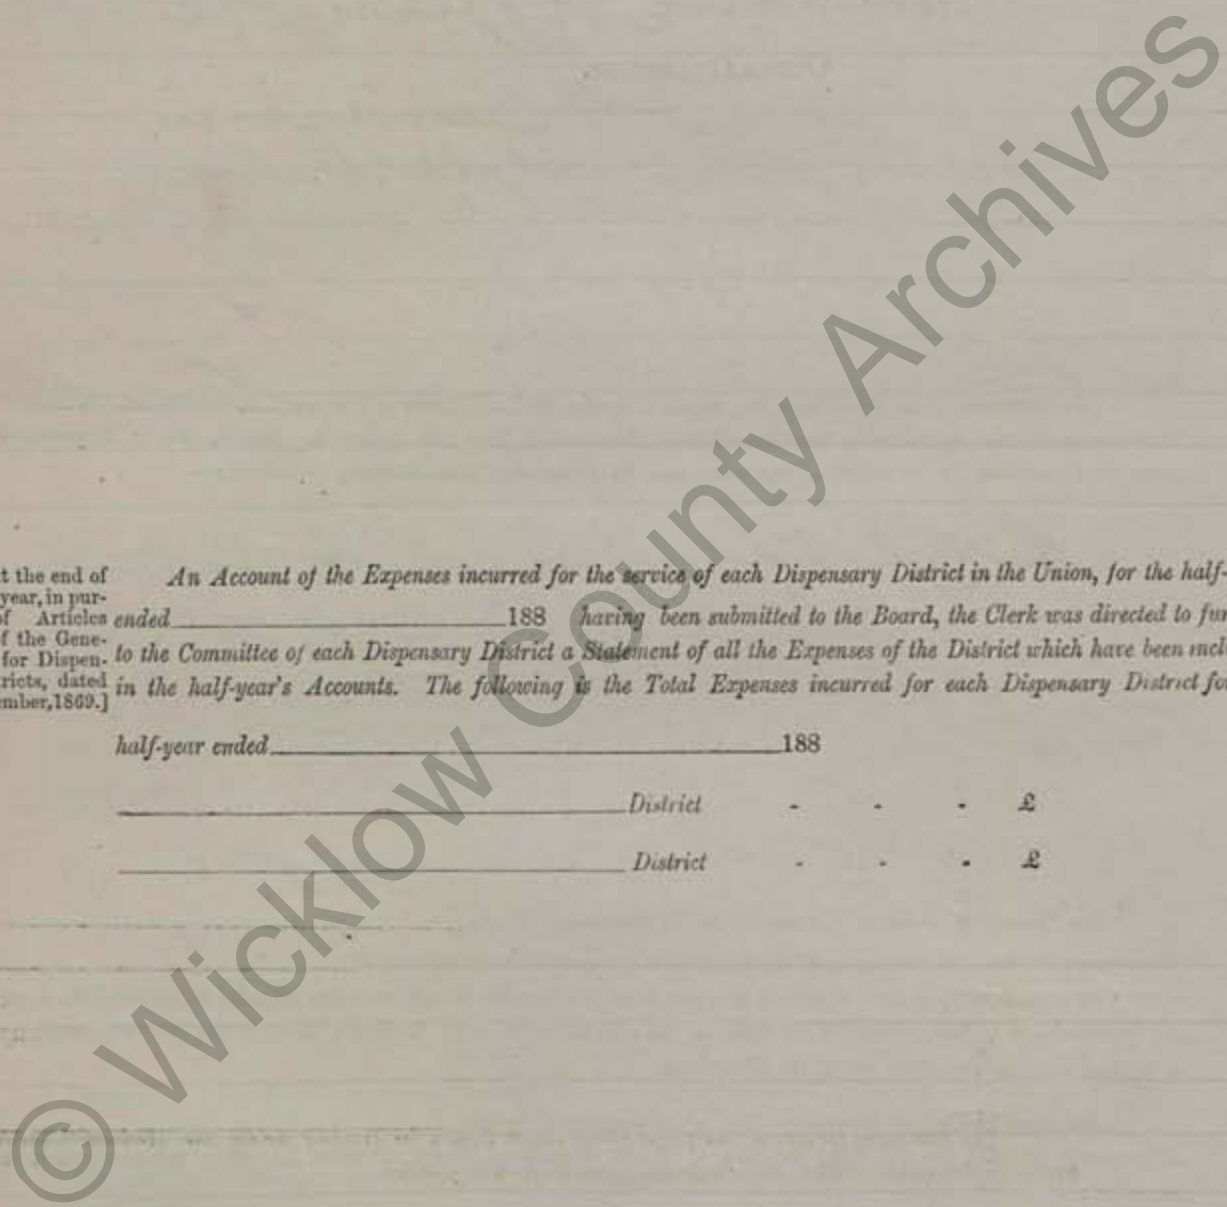 t the end of
year, in pur-
of Articles
f the Gene-
for Dispen-
ricts, dated
mber, 1869.]
An Account of the Expenses incurred for the service of each Dispensary District in the Union, for the half-
ended 188 having been submitted to the Board, the Clerk was directed to fur
to the Committee of each Dispensary District a Statement of all the Expenses of the District which have been inclu
in the half-year's Accounts. The following is the Total Expenses incurred for each Dispensary District for
half-year ended 188
District - - - £
District - - - £
© Wicklow County Archives